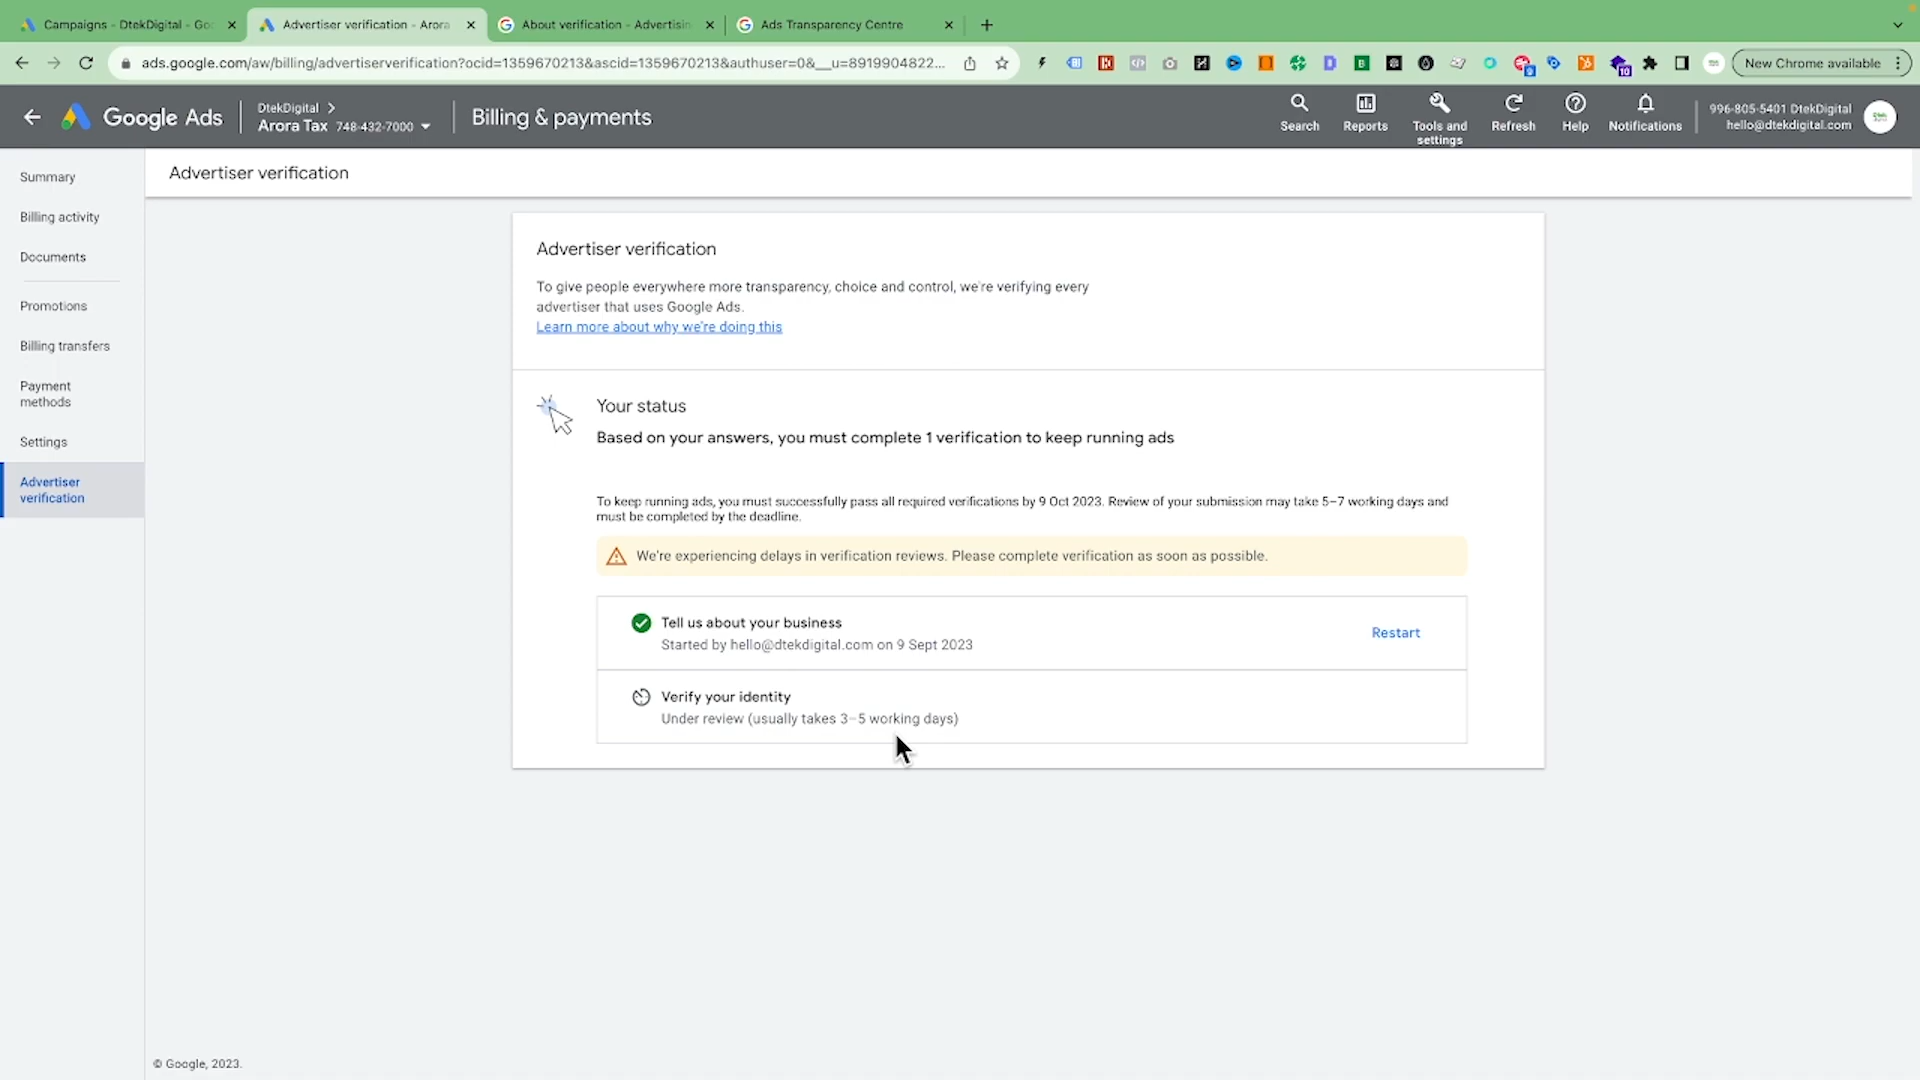 Campaigns - DtekDigital - Goo
Advertiser verification - Arora
About verification - Advertisin
Ads Transparency Centre
ads.google.com/aw/billing/advertiserverification?ocid=1359670213&ascid=1359670213&authuser=0&__u=8919904822...
New Chrome available
Google Ads
DtekDigital
Arora Tax 748-432-7000
Billing & payments
Search
Reports
Tools and
settings
Refresh
Help
Notifications
996-805-5401 DtekDigital
hello@dtekdigital.com
Summary
Billing activity
Documents
Promotions
Billing transfers
Payment
methods
Settings
Advertiser
verification
Advertiser verification
Advertiser verification
To give people everywhere more transparency, choice and control, we're verifying every
advertiser that uses Google Ads.
Learn more about why we're doing this
Your status
Based on your answers, you must complete 1 verification to keep running ads
To keep running ads, you must successfully pass all required verifications by 9 Oct 2023. Review of your submission may take 5–7 working days and
must be completed by the deadline.
We're experiencing delays in verification reviews. Please complete verification as soon as possible.
Tell us about your business
Started by hello@dtekdigital.com on 9 Sept 2023
Restart
Verify your identity
Under review (usually takes 3–5 working days)
© Google, 2023.